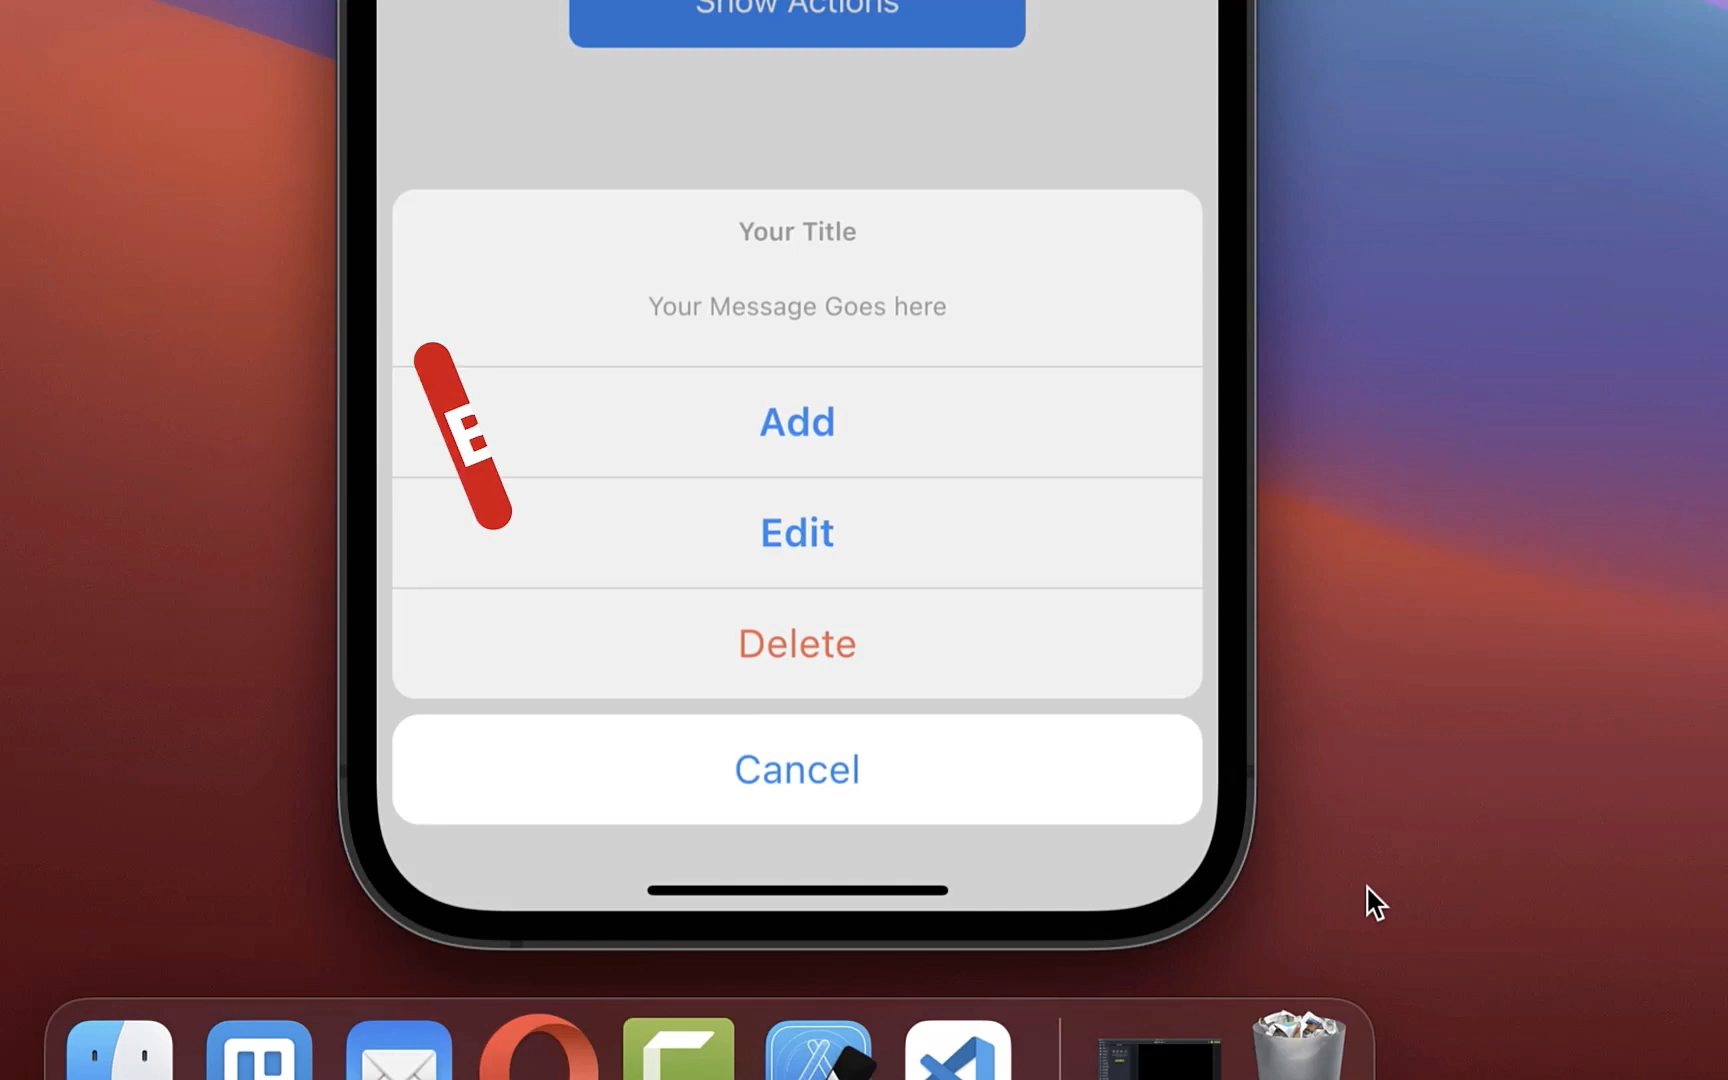 Show Actions
Your Title
Your Message Goes here
E
Add
Edit
Delete
Cancel